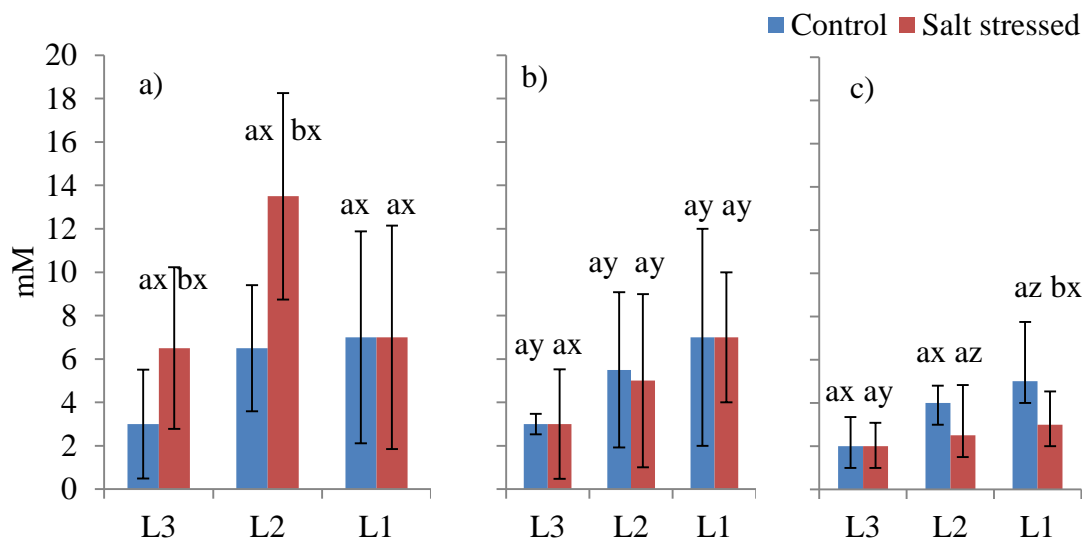 Control Salt stressed
20
18
16
14
12
10
8
6
4
2
0
mM
a)
ax bx
ax bx
ax ax
L3 L2 L1
b)
ay ax
ay ay
ay ay
L3 L2 L1
c)
ax ay
ax az
az bx
L3 L2 L1